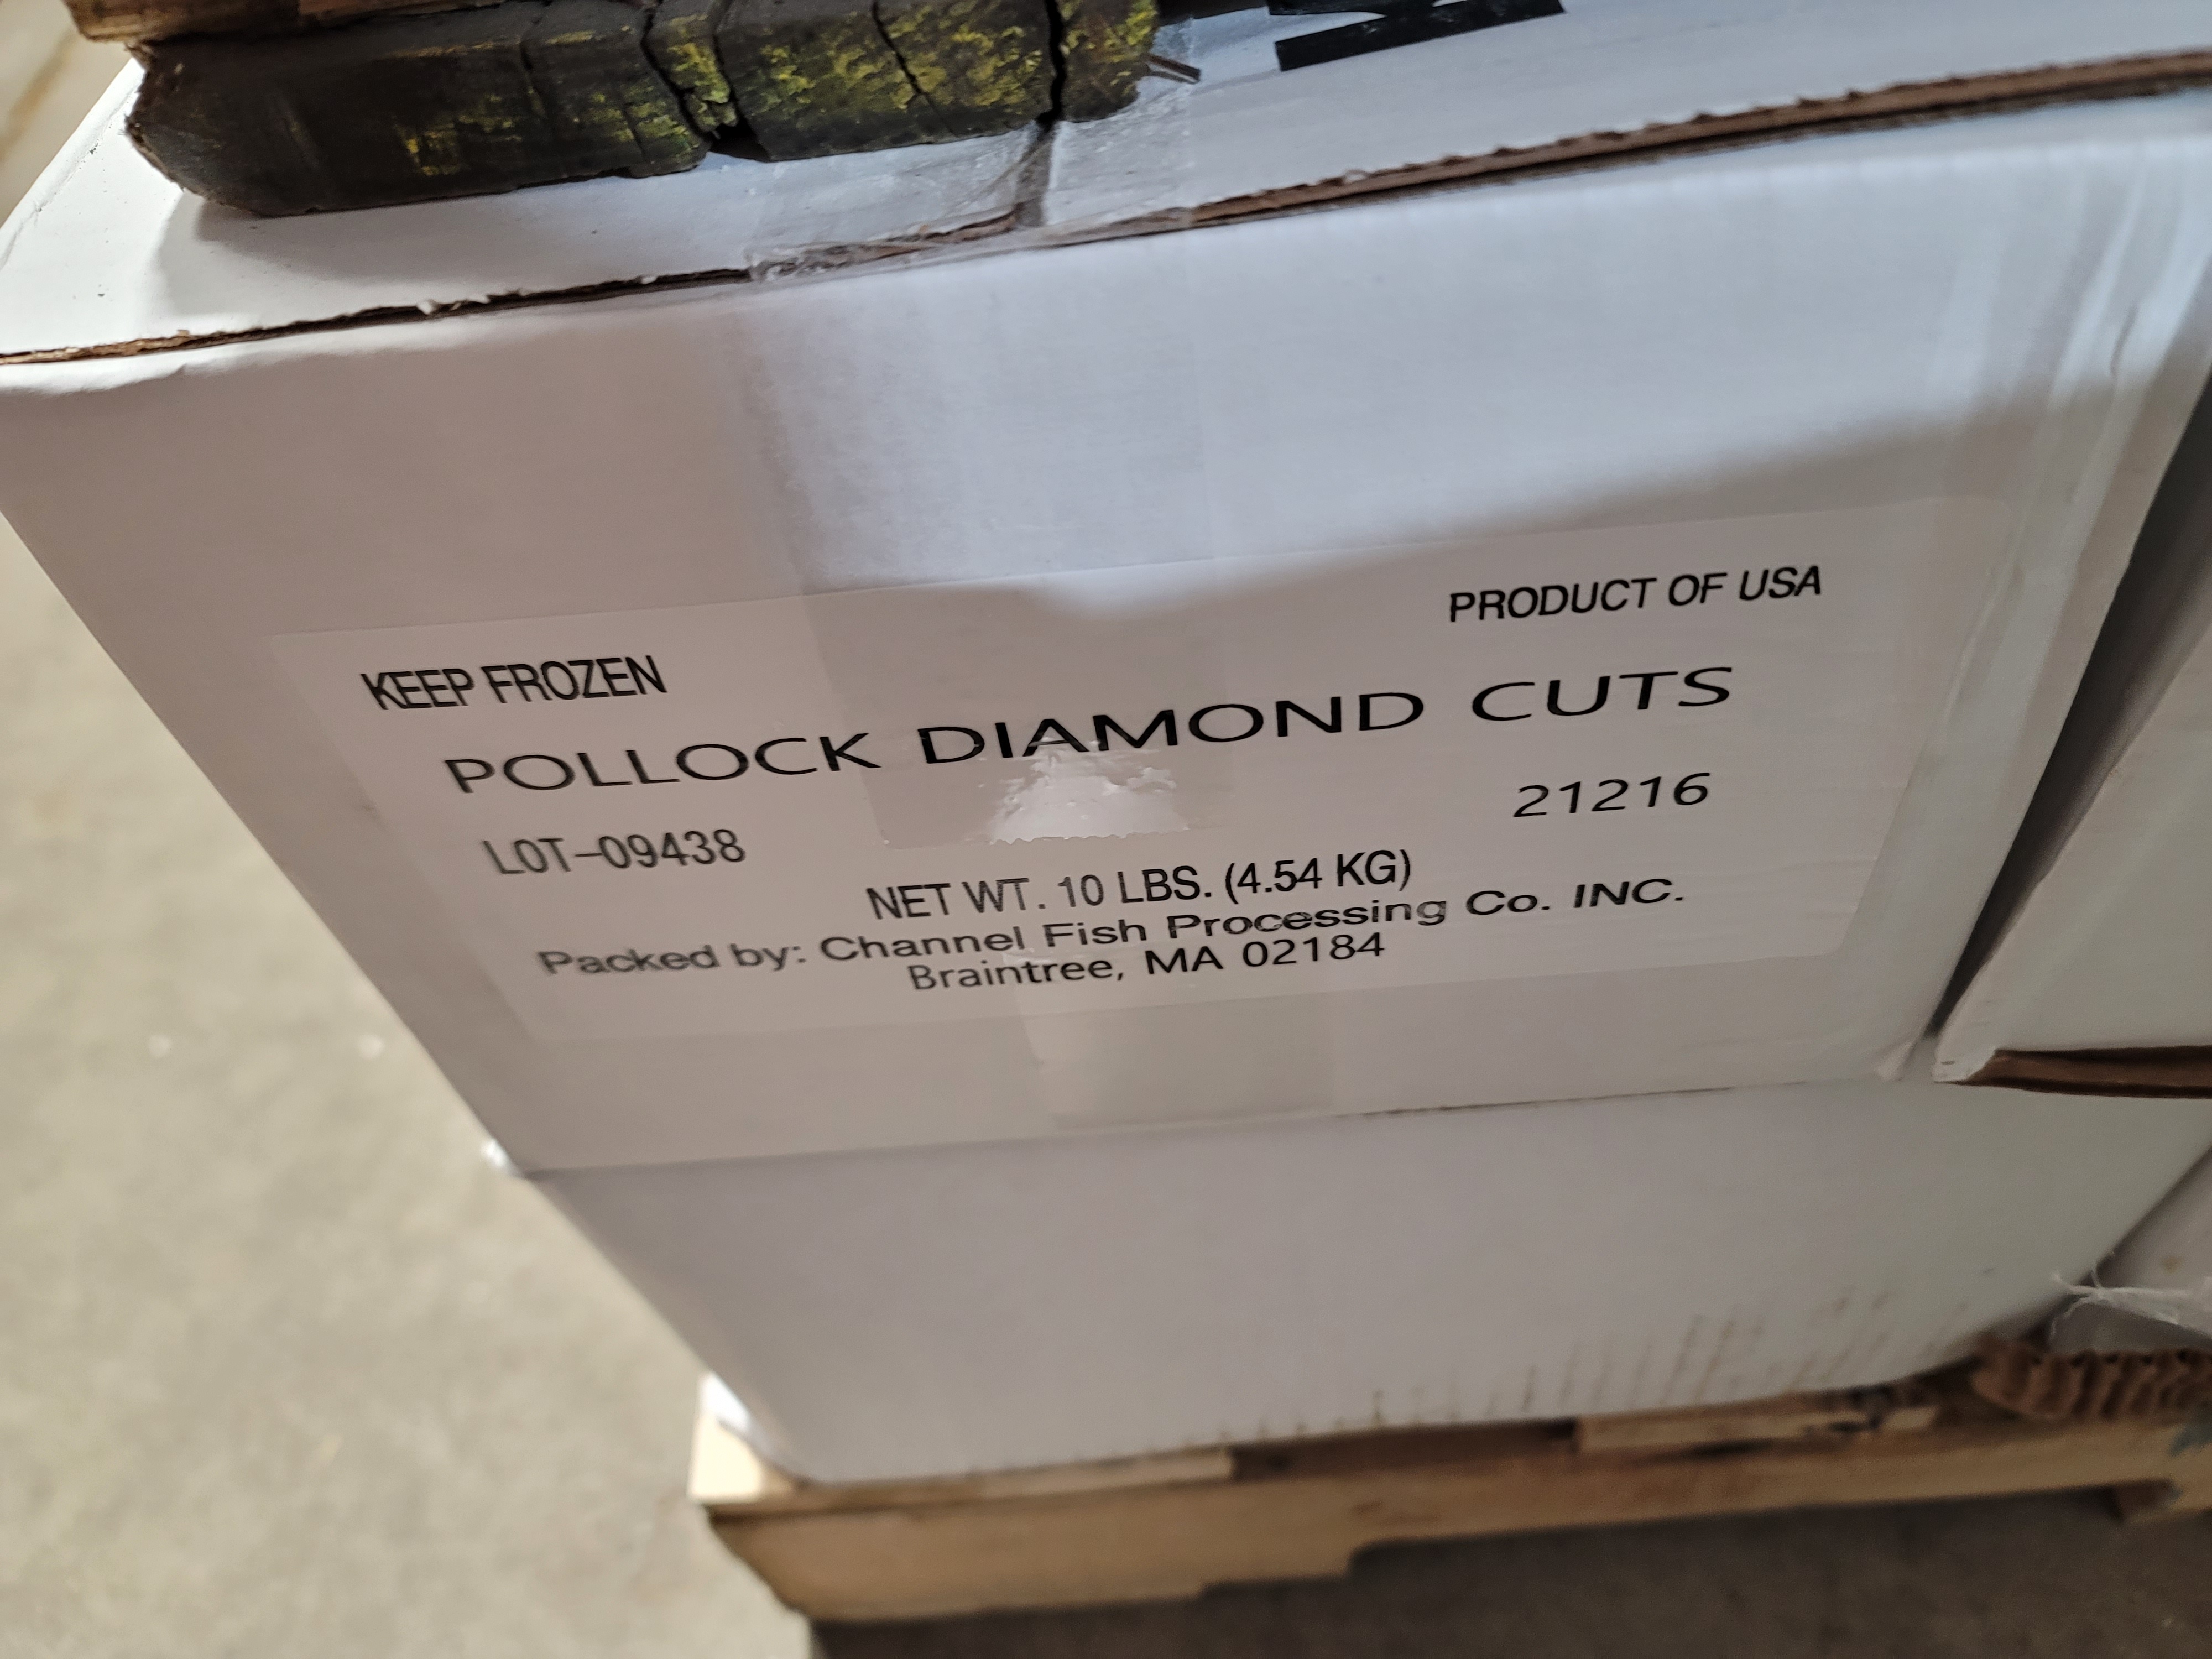 PRODUCT OF USA
KEEP FROZEN
POLLOCK DIAMOND CUTS
21216
LOT-09438
NET WT. 10 LBS. (4.54 KG)
Packed by: Channel Fish Processing Co. INC.
Braintree, MA 02184